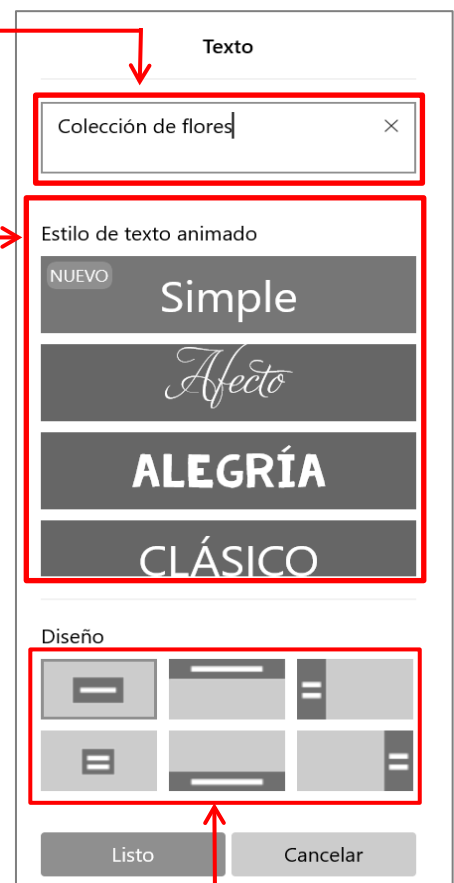 Texto
Colección de flores
Estilo de texto animado
NUEVO
Simple
Afecto
ALEGRÍA
CLÁSICO
Diseño
Listo
Cancelar